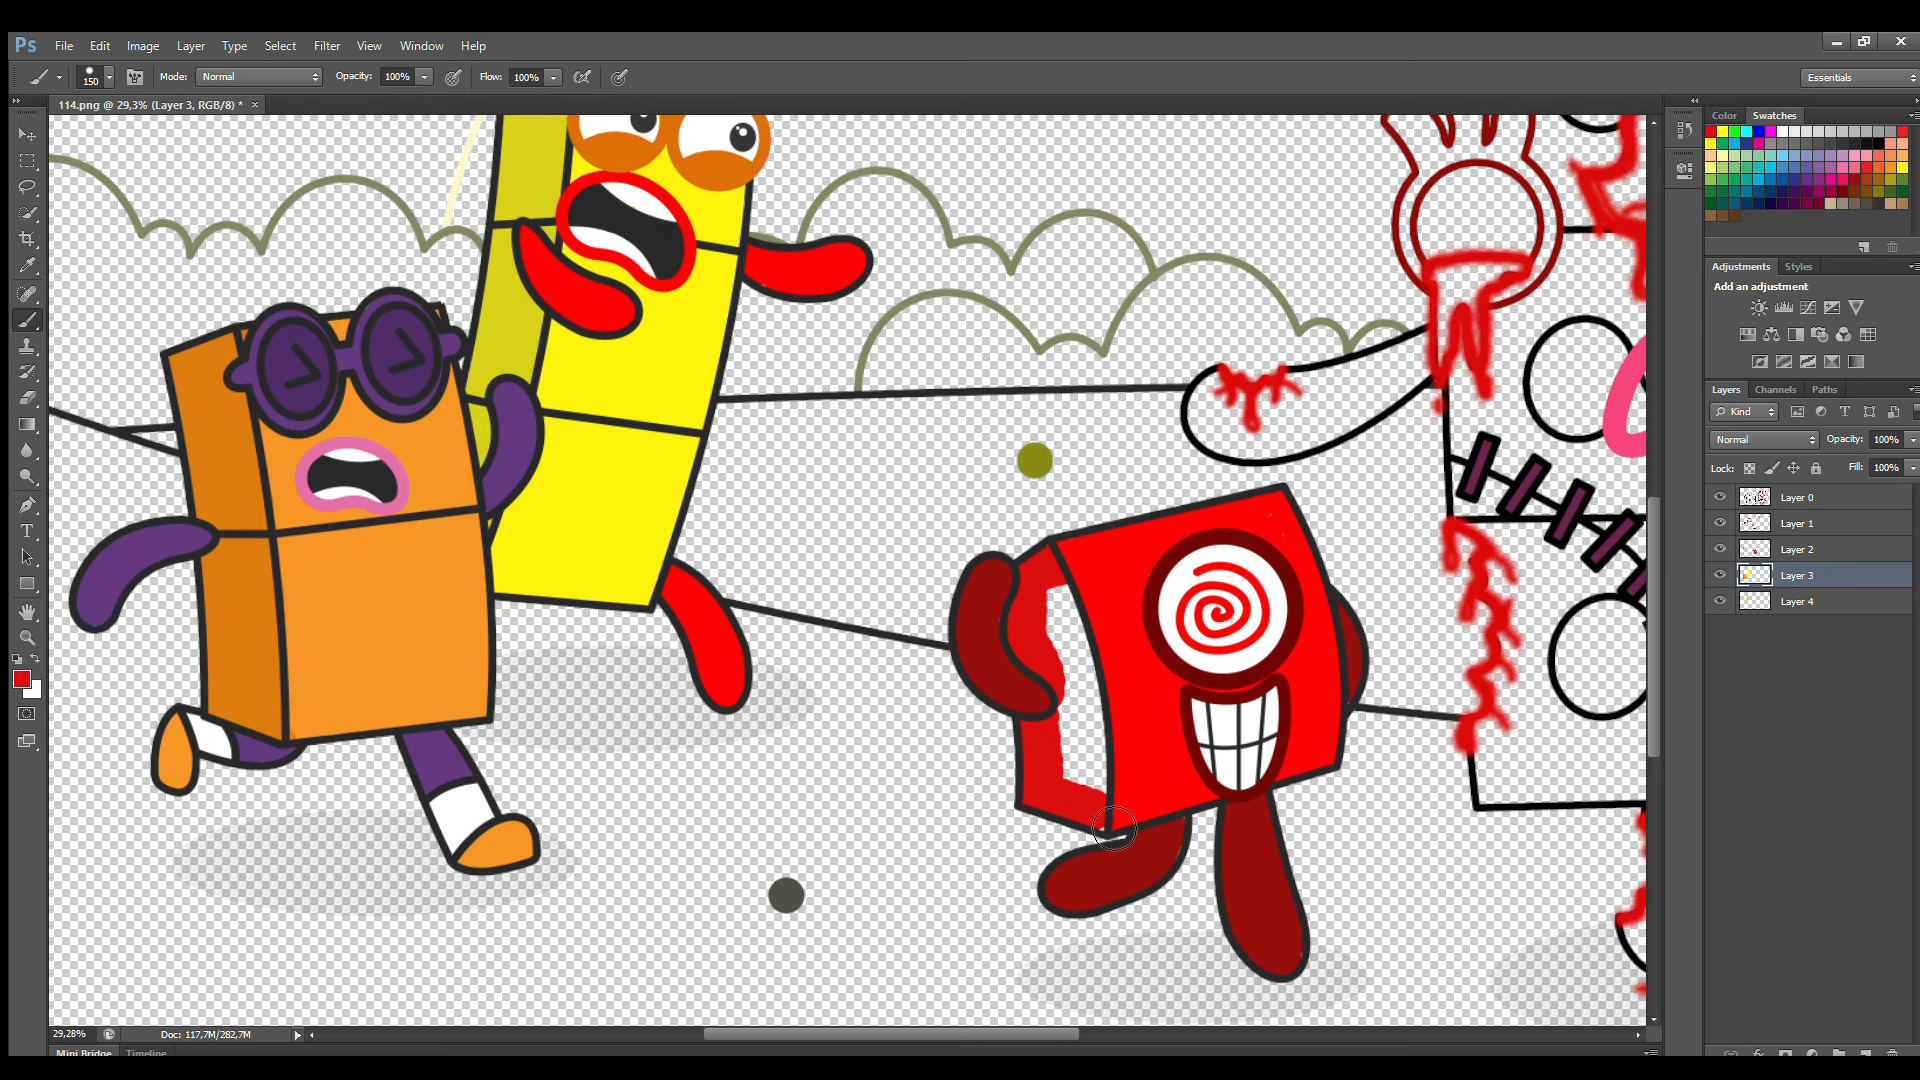 Ps File Edit Image Layer Type Select Filter View Window Help
150 Mode: Normal Opacity: 100% Flow: 100% Essentials
114.png @ 29,3% (Layer 3, RGB/8) * ×
Color Swatches
Adjustments Styles
Add an adjustment
Layers Channels Paths
Kind
Normal Opacity: 100%
Lock: Fill: 100%
Layer 0
Layer 1
Layer 2
Layer 3
Layer 4
29,28% Doc: 117,7M/282,7M
Mini Bridge Timeline